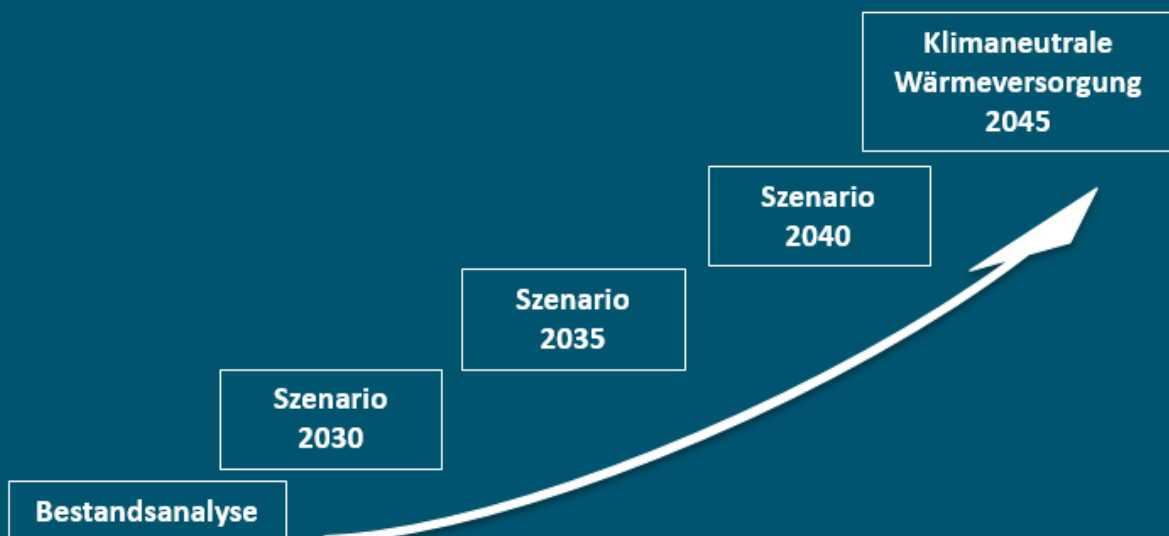 Klimaneutrale
Wärmeversorgung
2045
Szenario
2040
Szenario
2035
Szenario
2030
Bestandsanalyse